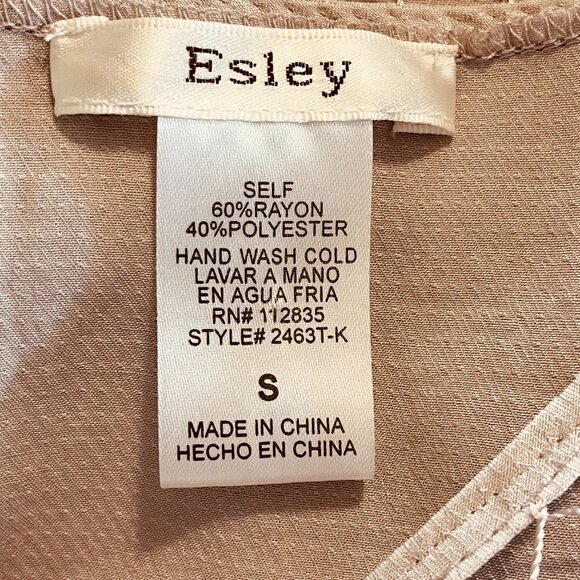 Esley
SELF
60%RAYON
40%POLYESTER
HAND WASH COLD
LAVAR A MANO
EN AGUA FRIA
RN# 112835
STYLE# 2463T-K
S
MADE IN CHINA
HECHO EN CHINA